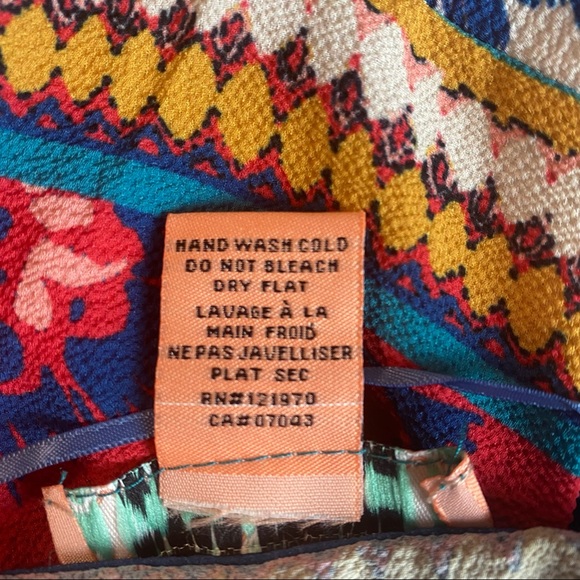 HAND WASH COLD
DO NOT BLEACH
DRY FLAT
LAVAGE À LA
MAIN FROID
NE PAS JAVELLISER
PLAT SEC
RN#121970
CA#07043